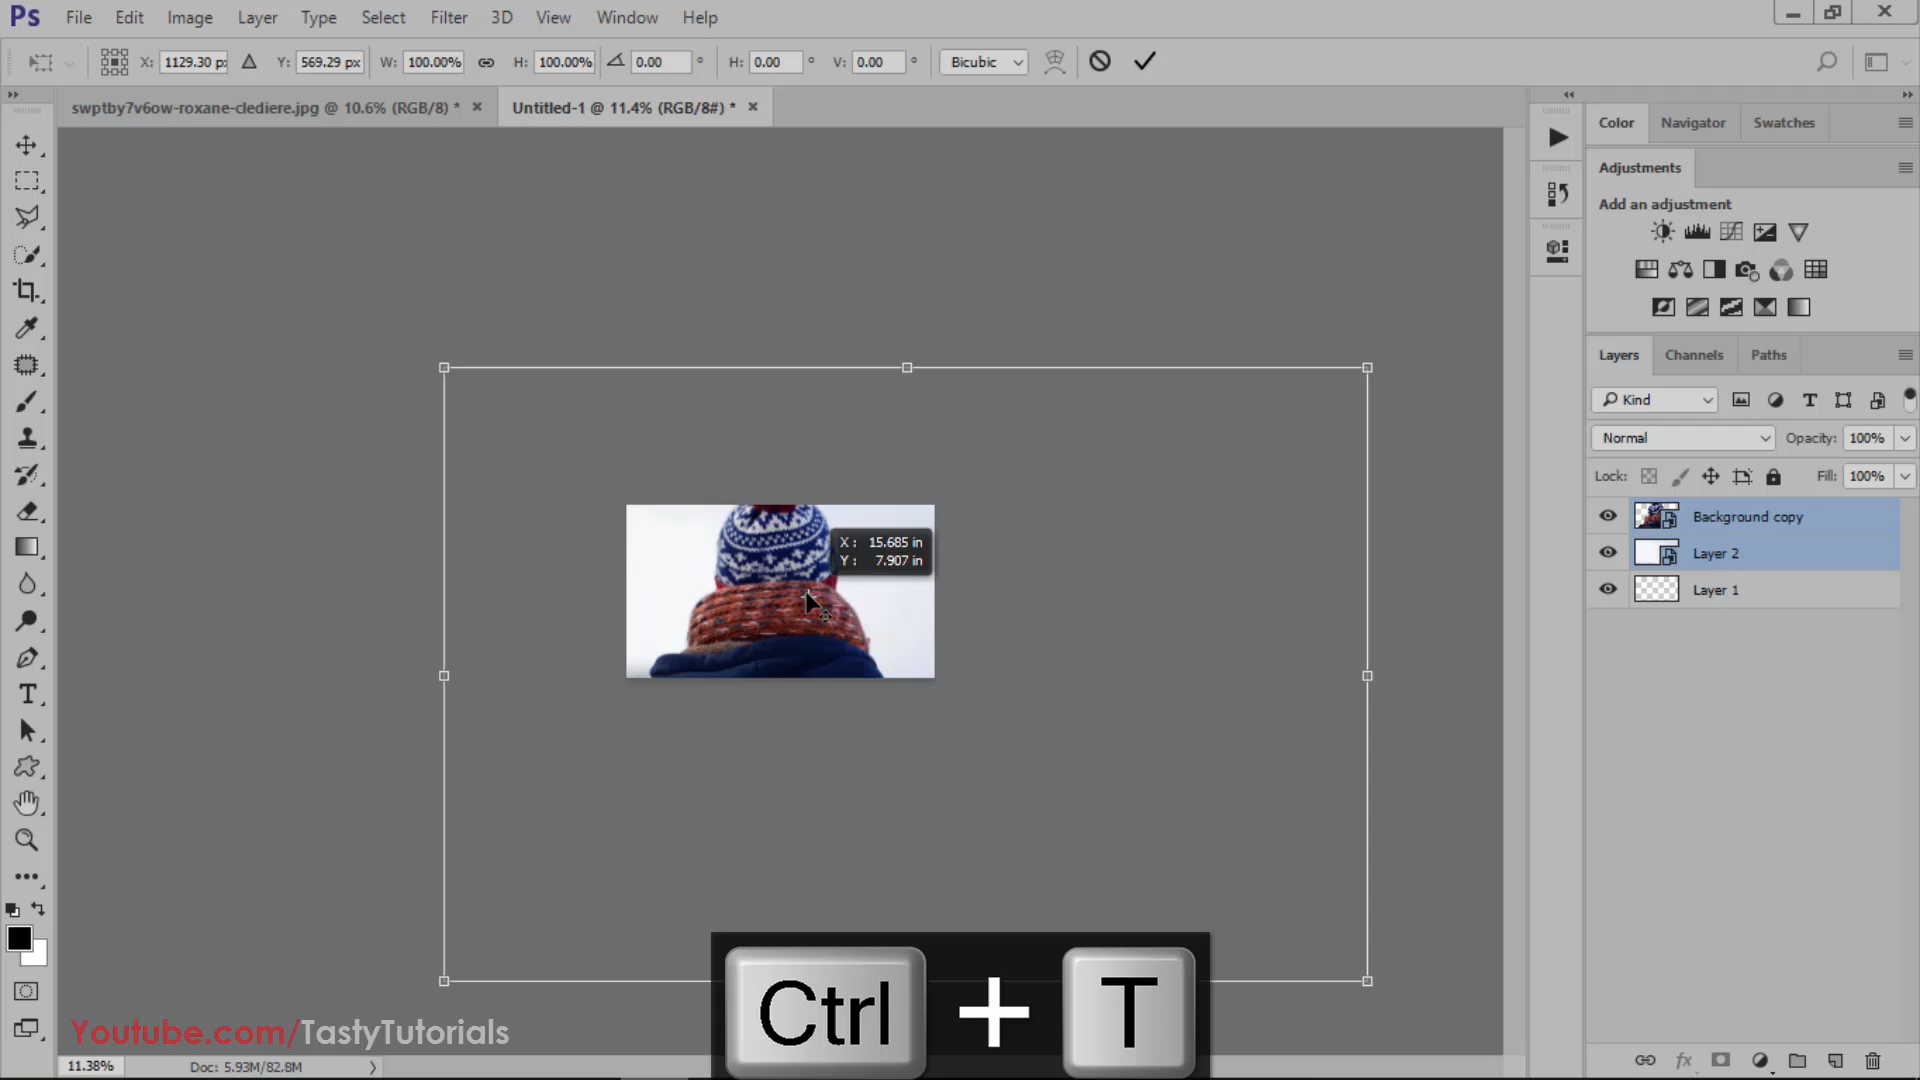 Ps File Edit Image Layer Type Select Filter 3D View Window Help
X: 1129.30 px Y: 569.29 px W: 100.00% H: 100.00% 0.00 ° H: 0.00 ° V: 0.00 ° Bicubic
swptby7v6ow-roxane-clediere.jpg @ 10.6% (RGB/8) * Untitled-1 @ 11.4% (RGB/8#) *
Color Navigator Swatches
Adjustments
Add an adjustment
Layers Channels Paths
Kind
Normal Opacity: 100%
Lock: Fill: 100%
Background copy
Layer 2
Layer 1
X : 15.685 in
Y : 7.907 in
Ctrl + T
Youtube.com/TastyTutorials
11.38% Doc: 5.93M/82.8M
fx